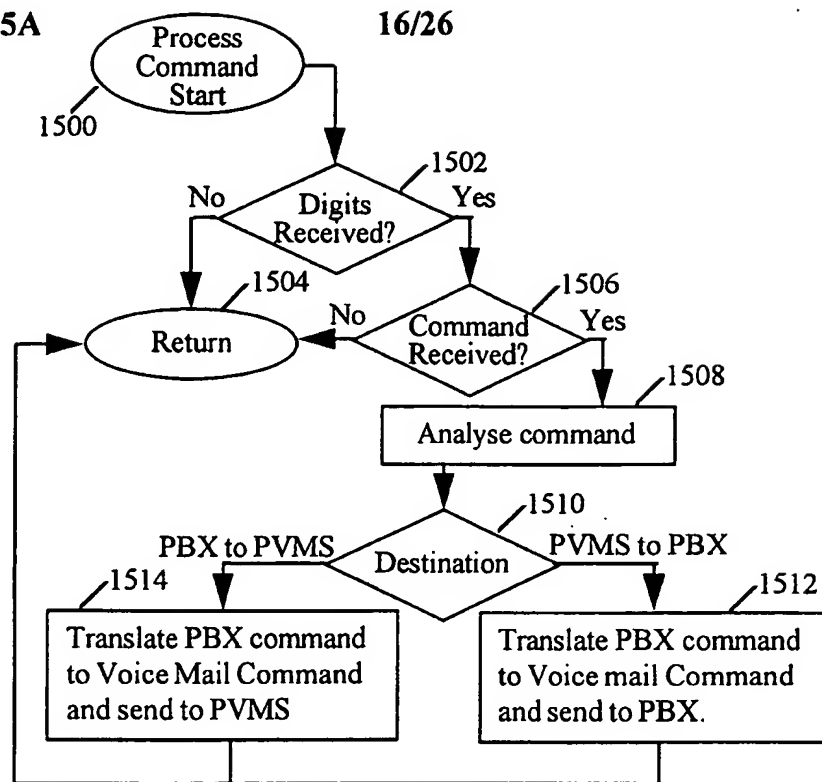 5A
16/26
Process
Command
Start
1500
1502
No
Yes
Digits
Received?
1504
1506
Return
No
Yes
Command
Received?
1508
Analyse command
1510
PBX to PVMS
PVMS to PBX
Destination
1514
1512
Translate PBX command
to Voice Mail Command
and send to PVMS
Translate PBX command
to Voice mail Command
and send to PBX.